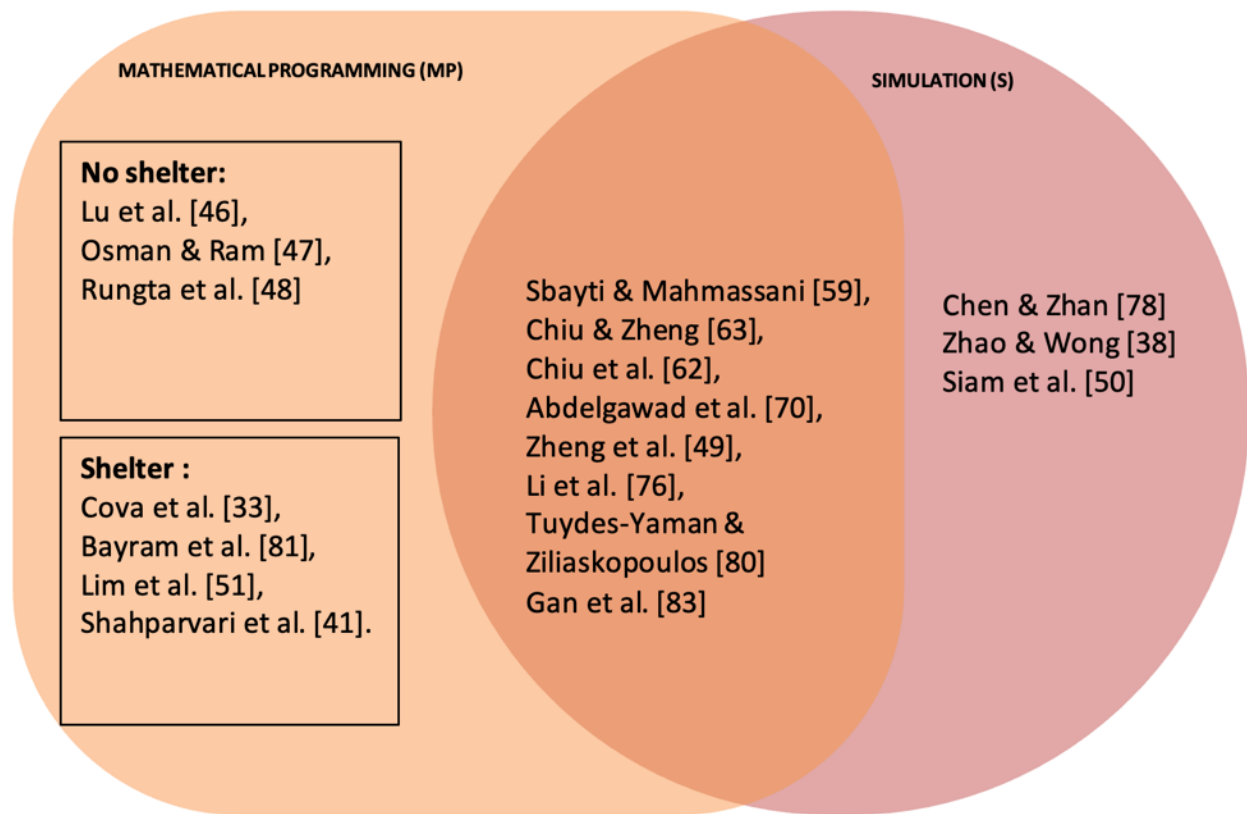 MATHEMATICAL PROGRAMMING (MP)
SIMULATION (S)
No shelter:
Lu et al. [46],
Osman & Ram [47],
Rungta et al. [48]
Shelter :
Cova et al. [33],
Bayram et al. [81],
Lim et al. [51],
Shahparvari et al. [41].
Sbayti & Mahmassani [59],
Chiu & Zheng [63],
Chiu et al. [62],
Abdelgawad et al. [70],
Zheng et al. [49],
Li et al. [76],
Tuydes-Yaman &
Ziliaskopoulos [80]
Gan et al. [83]
Chen & Zhan [78]
Zhao & Wong [38]
Siam et al. [50]